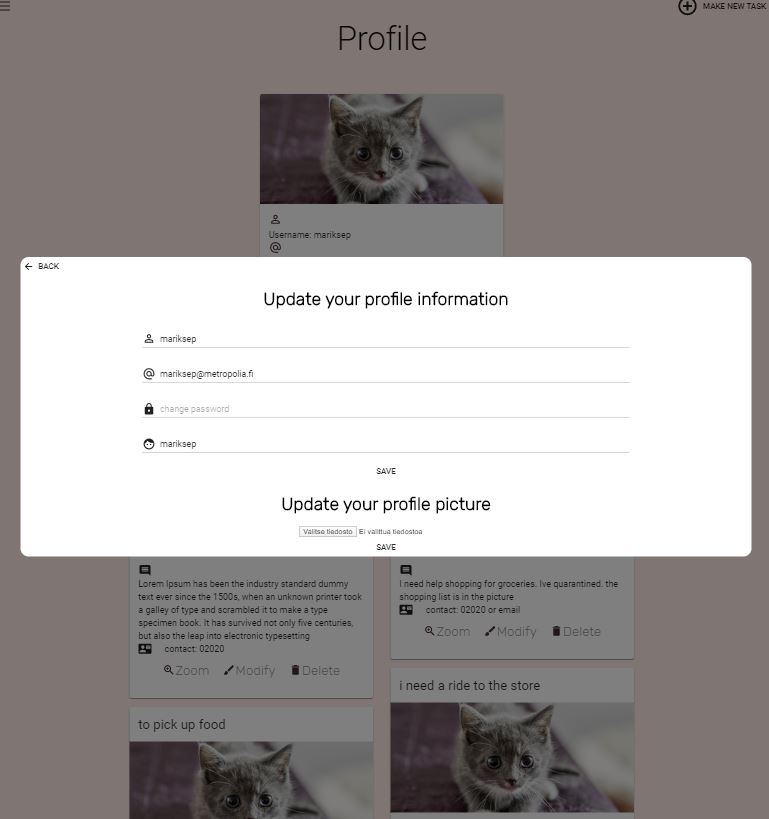 MAKE NEW TASK
Profile
Username: mariksep
BACK
Update your profile information
mariksep
mariksep@metropolia.fi
change password
mariksep
SAVE
Update your profile picture
Valitse tiedosto Ei valittua tiedostoa
SAVE
Lorem Ipsum has been the industry standard dummy
text ever since the 1500s, when an unknown printer took
a galley of type and scrambled it to make a type
specimen book. It has survived not only five centuries,
but also the leap into electronic typesetting
contact: 02020
Zoom Modify Delete
to pick up food
I need help shopping for groceries. Ive quarantined. the
shopping list is in the picture
contact: 02020 or email
Zoom Modify Delete
i need a ride to the store